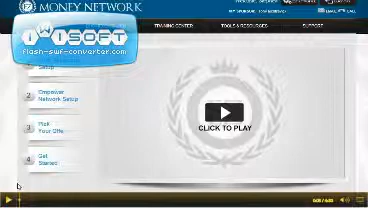 MONEY NETWORK
TRAINING CENTER
TOOLS & RESOURCES
SUPPORT
iWiSOFT
flash-swf-converter.com
Setup
2
Empower
Network Setup
3
Pick
Your Offer
4
Get
Started
CLICK TO PLAY